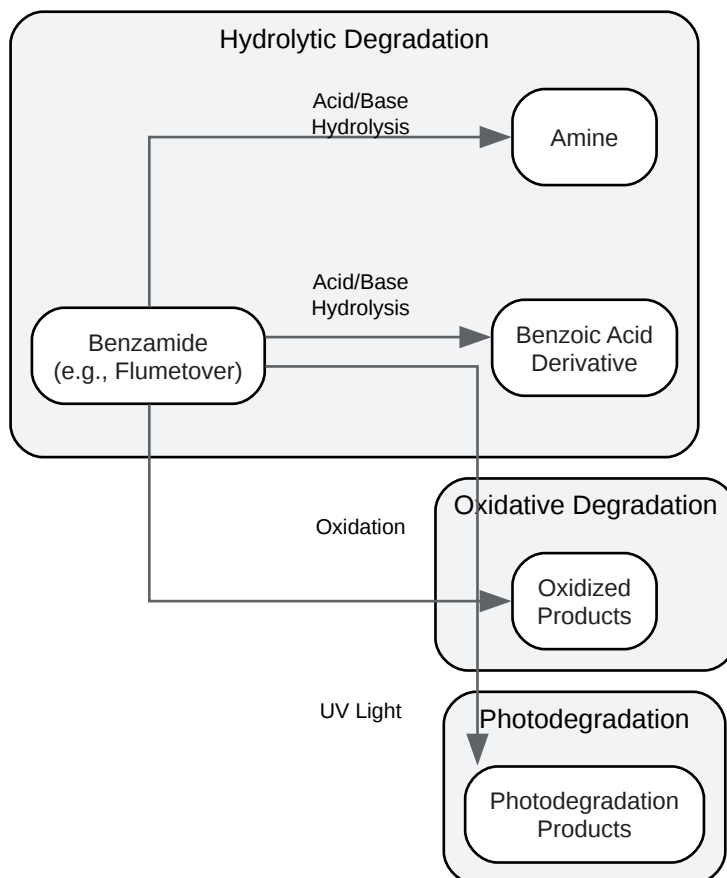 Hydrolytic Degradation
Acid/Base
Hydrolysis
Amine
Acid/Base
Hydrolysis
Benzamide
(e.g., Flumetover)
Benzoic Acid
Derivative
Oxidative Degradation
Oxidation
Oxidized
Products
UV Light
Photodegradation
Photodegradation
Products